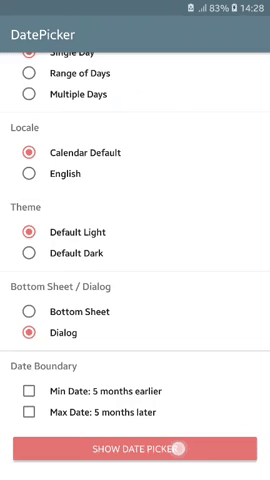 83% 14:28
DatePicker
Single Day
Range of Days
Multiple Days
Locale
Calendar Default
English
Theme
Default Light
Default Dark
Bottom Sheet / Dialog
Bottom Sheet
Dialog
Date Boundary
Min Date: 5 months earlier
Max Date: 5 months later
SHOW DATE PICKER